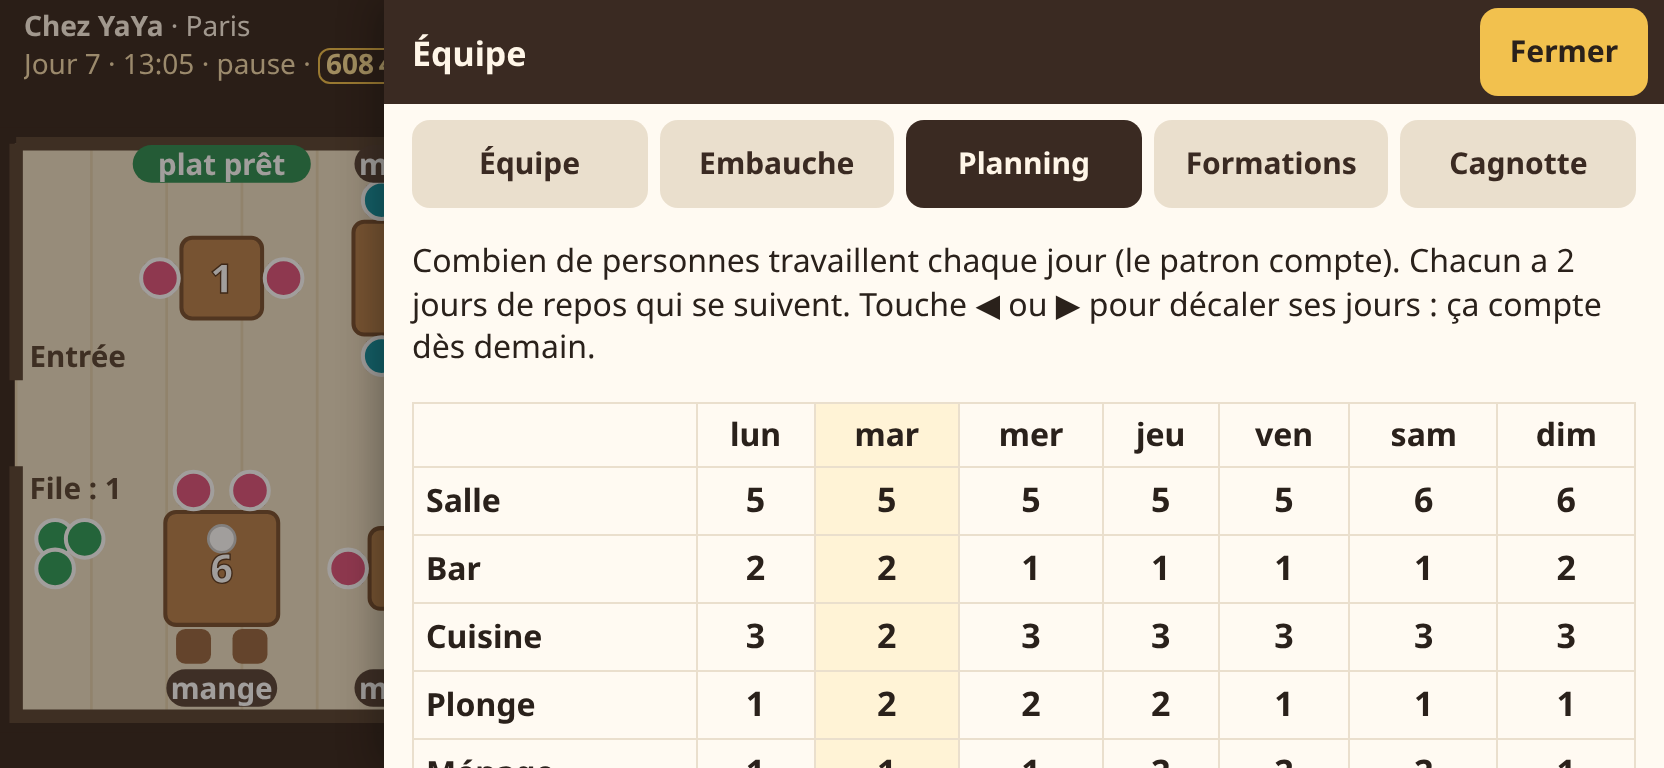 Chez YaYa · Paris
Jour 7 · 13:05 · pause · 608
plat prêt
1
Entrée
File : 1
6
mange
Équipe
Fermer
Équipe Embauche Planning Formations Cagnotte
Combien de personnes travaillent chaque jour (le patron compte). Chacun a 2
jours de repos qui se suivent. Touche ◀ ou ▶ pour décaler ses jours : ça compte
dès demain.
lun mar mer jeu ven sam dim
Salle 5 5 5 5 5 6 6
Bar 2 2 1 1 1 1 2
Cuisine 3 2 3 3 3 3 3
Plonge 1 2 2 2 1 1 1